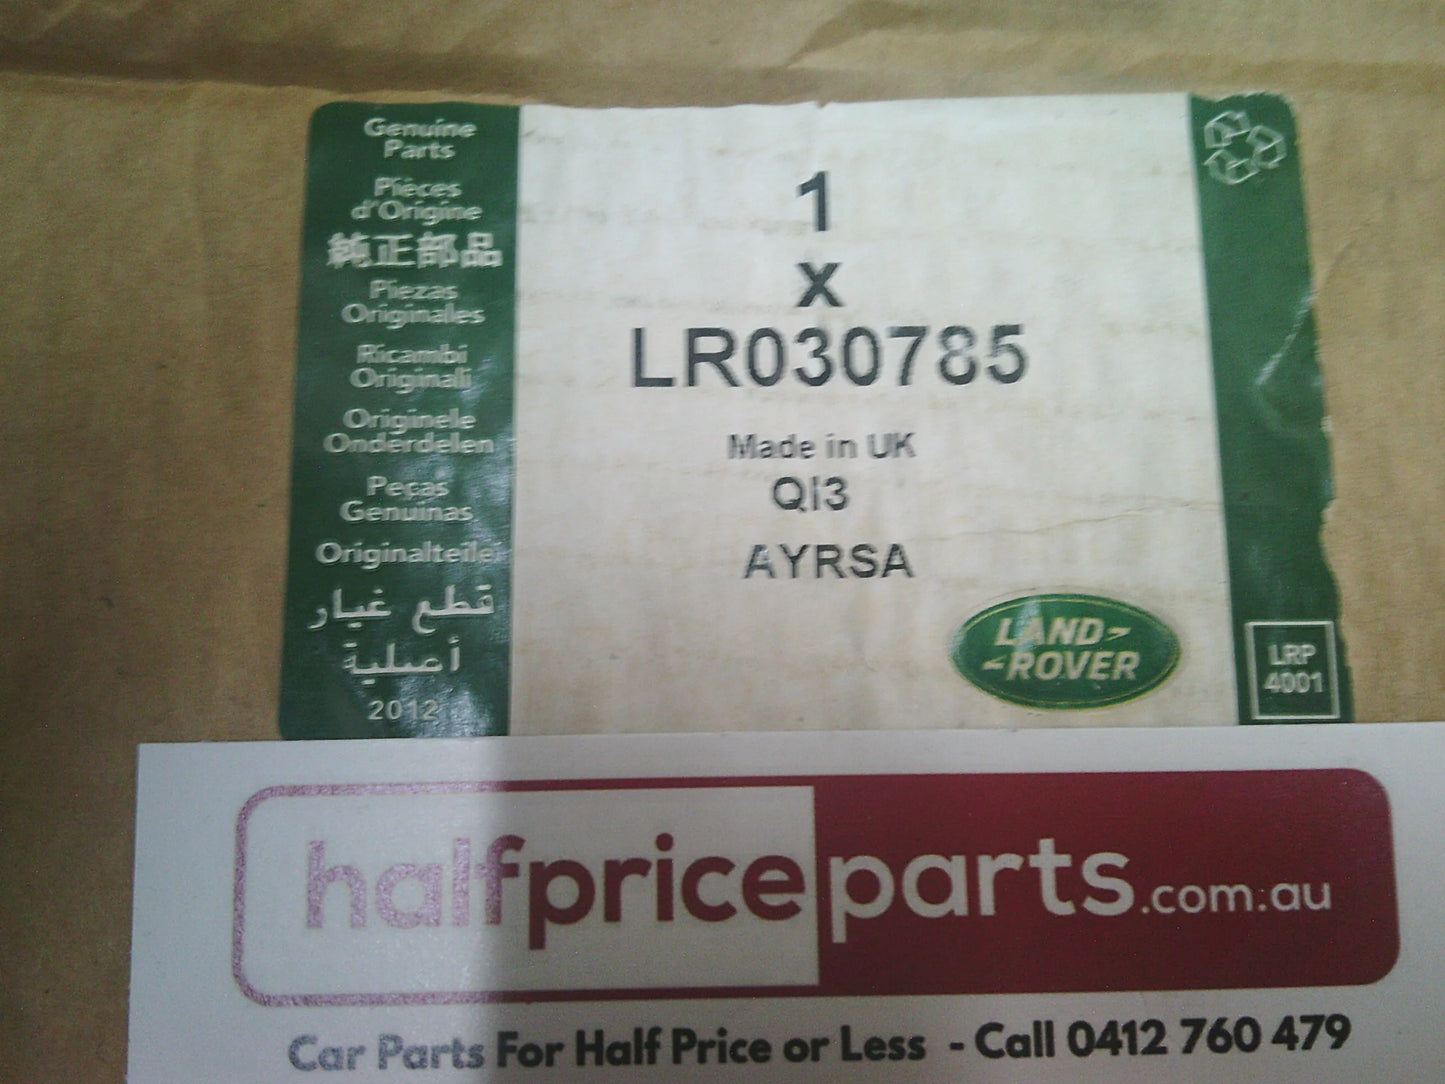 Genuine
Parts
Pièces
d'Origine
純正部品
Piezas
Originales
Ricambi
Originali
Originele
Onderdelen
Peças
Genuinas
Originalteile
قطع غيار
أصلية
2012
1
x
LR030785
Made in UK
QI3
AYRSA
LAND-
-ROVER
LRP
4001
halfpriceparts.com.au
Car Parts For Half Price or Less - Call 0412 760 479